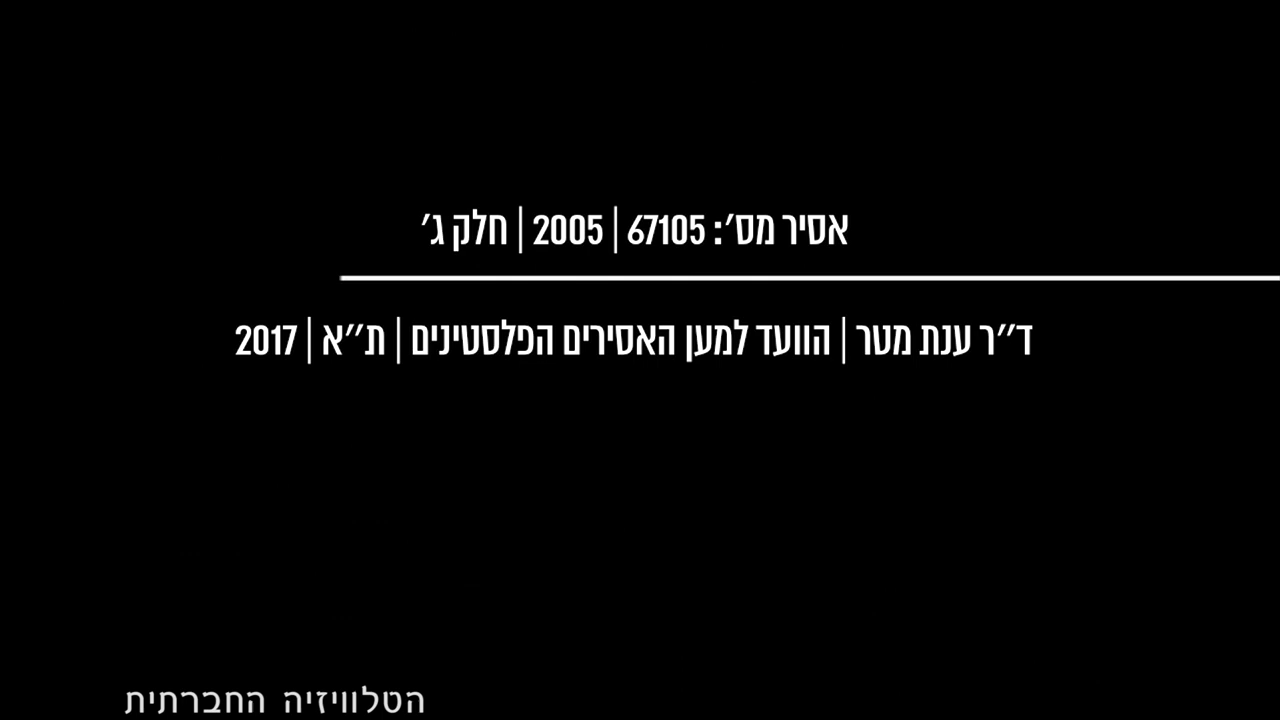 אסיר מס': 67105 | 2005 | חלק ג'
ד"ר ענת מטר | הוועד למען האסירים הפלסטינים | ת"א | 2017
הטלוויזיה החברתית